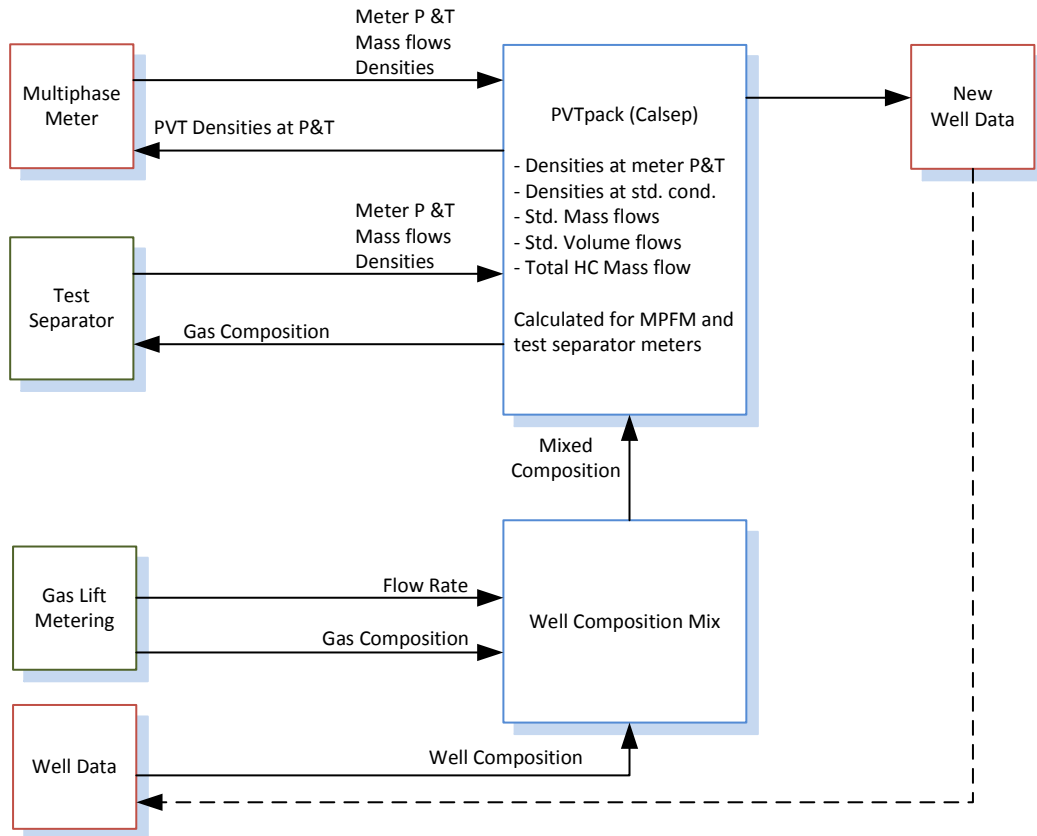 Meter P &T
Mass flows
Densities
Multiphase
Meter
PVT Densities at P&T
PVTpack (Calsep)
- Densities at meter P&T
- Densities at std. cond.
- Std. Mass flows
- Std. Volume flows
- Total HC Mass flow
Calculated for MPFM and
test separator meters
New
Well Data
Meter P &T
Mass flows
Densities
Test
Separator
Gas Composition
Mixed
Composition
Gas Lift
Metering
Flow Rate
Gas Composition
Well Composition Mix
Well Data
Well Composition